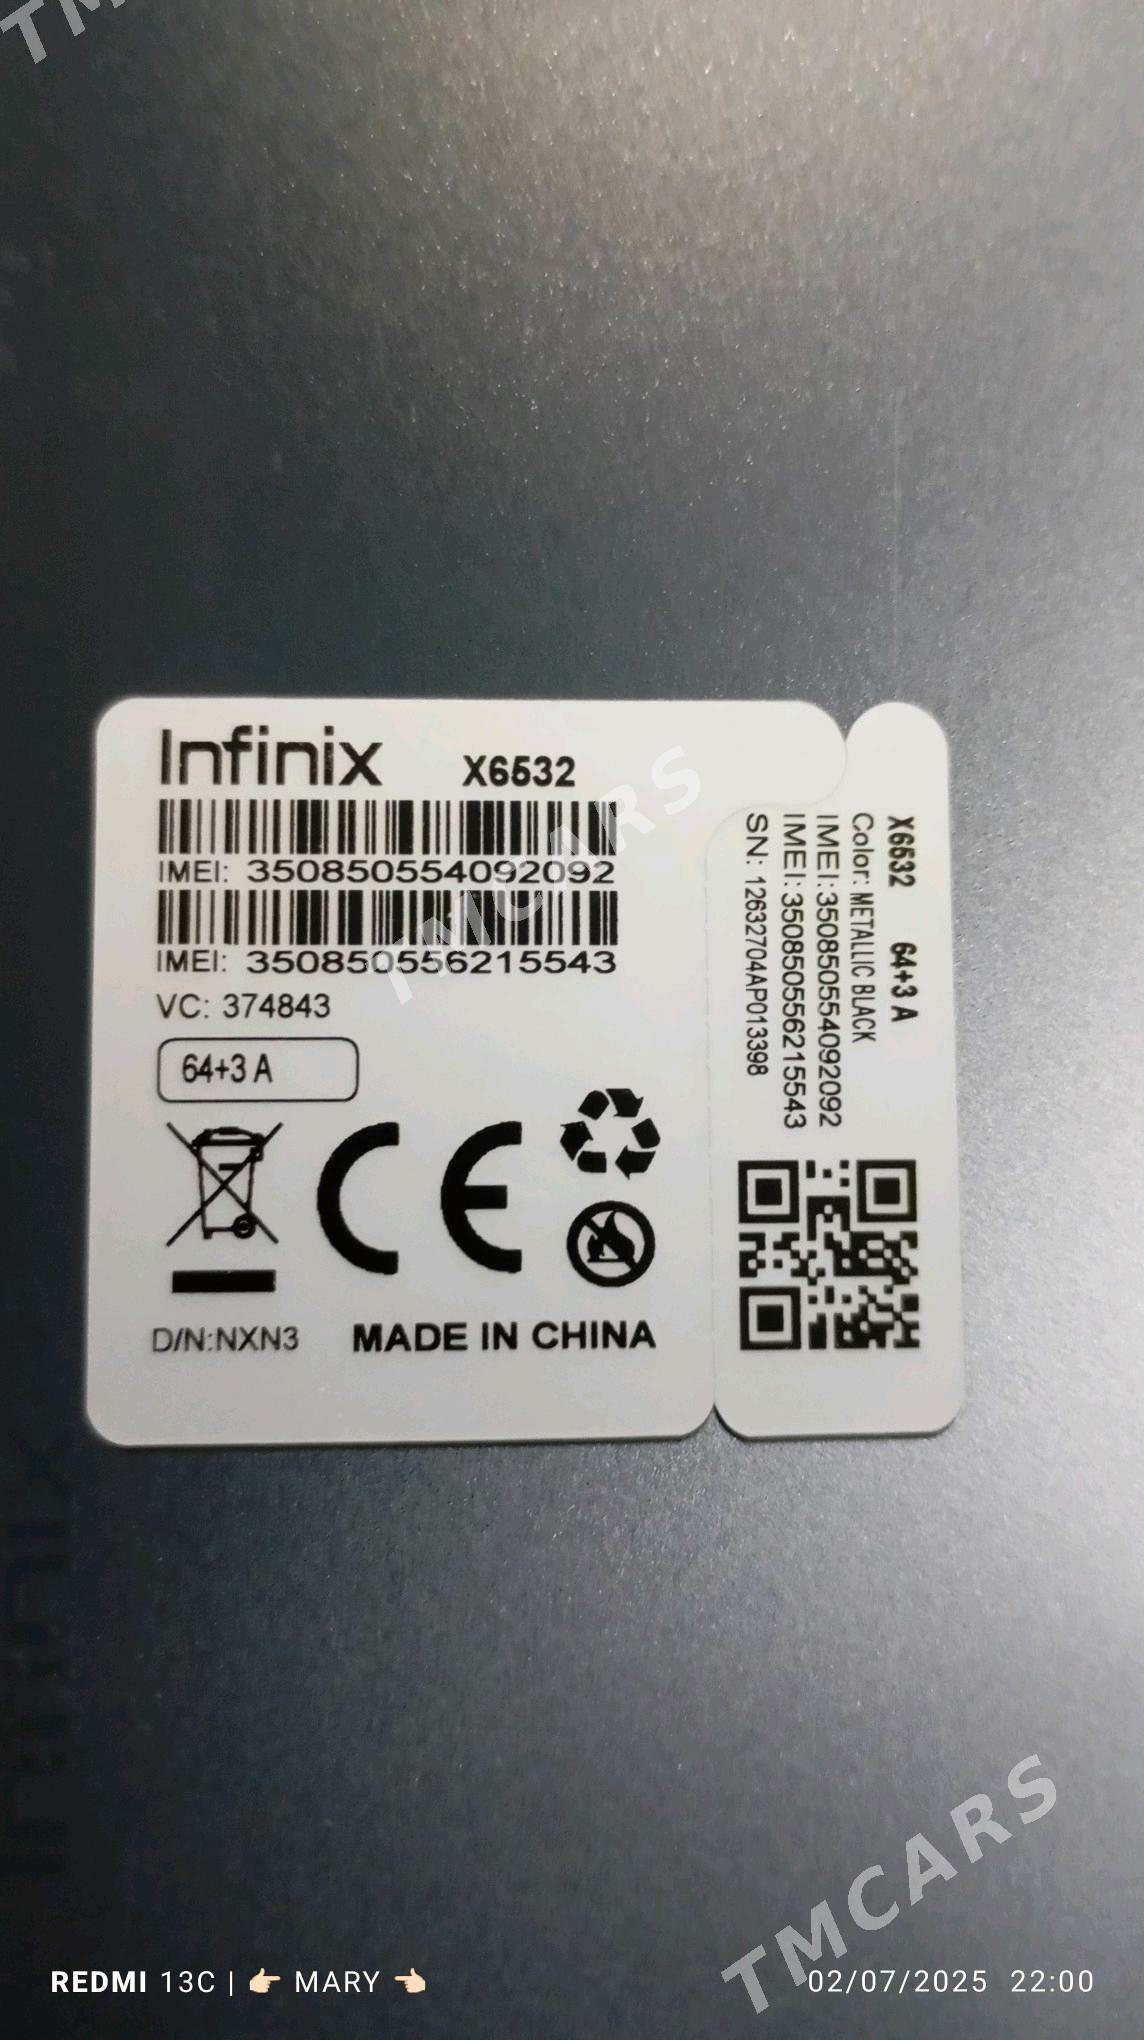 Infinix X6532
IMEI: 350850554092092
IMEI: 350850556215543
VC: 374843
64+3 A
D/N:NXN3 MADE IN CHINA
X6532 64+3 A
Color: METALLIC BLACK
IMEI:350850554092092
IMEI:350850556215543
SN: 12632704AP013398
TMCARS
TMCARS
REDMI 13C | 👉🏻 MARY 👈🏻
02/07/2025 22:00